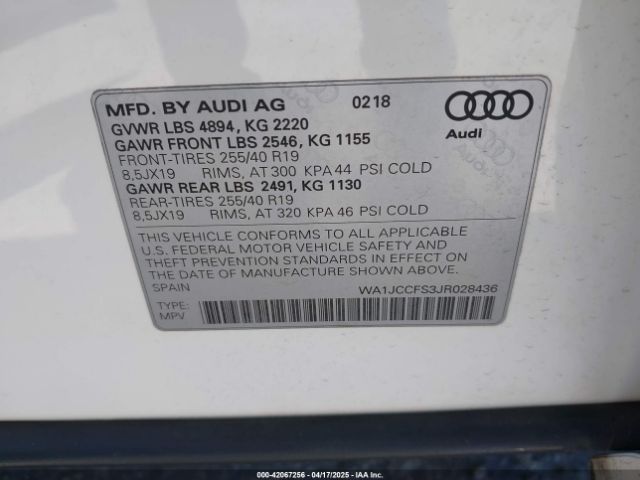 MFD. BY AUDI AG 0218
GVWR LBS 4894, KG 2220
GAWR FRONT LBS 2546, KG 1155
FRONT-TIRES 255/40 R19
8,5JX19 RIMS, AT 300 KPA 44 PSI COLD
GAWR REAR LBS 2491, KG 1130
REAR-TIRES 255/40 R19
8,5JX19 RIMS, AT 320 KPA 46 PSI COLD
Audi
THIS VEHICLE CONFORMS TO ALL APPLICABLE
U.S. FEDERAL MOTOR VEHICLE SAFETY AND
THEFT PREVENTION STANDARDS IN EFFECT ON
THE DATE OF MANUFACTURE SHOWN ABOVE.
SPAIN WA1JCCFS3JR028436
TYPE:
MPV
000-42067256 - 04/17/2025 - IAA Inc.